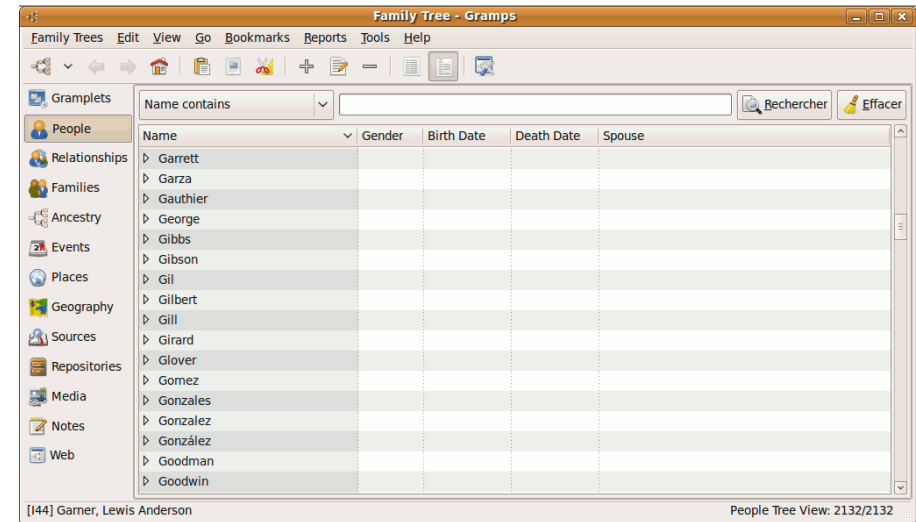 Family Tree - Gramps
Family Trees Edit View Go Bookmarks Reports Tools Help
Gramplets
People
Relationships
Families
Ancestry
Events
Places
Geography
Sources
Repositories
Media
Notes
Web
Name contains Rechercher Effacer
Name Gender Birth Date Death Date Spouse
Garrett
Garza
Gauthier
George
Gibbs
Gibson
Gil
Gilbert
Gill
Girard
Glover
Gomez
Gonzales
Gonzalez
González
Goodman
Goodwin
[I44] Garner, Lewis Anderson People Tree View: 2132/2132